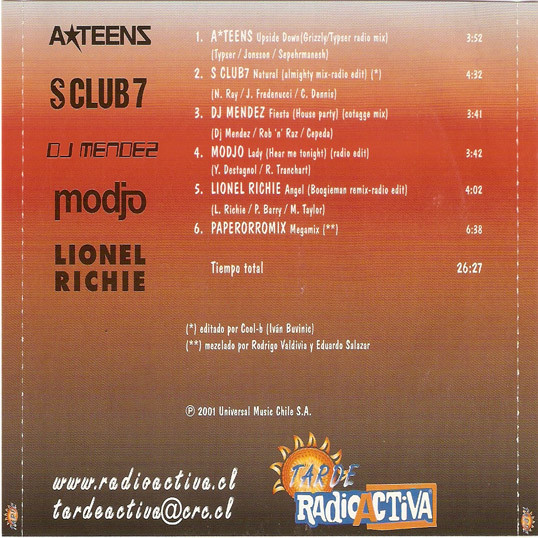 A★TEENS
S CLUB 7
DJ MENDEZ
modjo
LIONEL
RICHIE
1. A*TEENS Upside Down(Grizzly/Typser radio mix) 3:52
(Typser / Jonssen / Sepehrmanesh)
2. S CLUB7 Natural (almighty mix-radio edit) (*) 4:32
(N. Ray / J. Fredenucci / C. Dennis)
3. DJ MENDEZ Fiesta (House party) (cotagge mix) 3:41
(Dj Mendez / Rob 'n' Raz / Cepeda)
4. MODJO Lady (Hear me tonight) (radio edit) 3:42
(Y. Destagnol / R. Tranchart)
5. LIONEL RICHIE Angel (Boogieman remix-radio edit) 4:02
(L. Richie / P. Barry / M. Taylor)
6. PAPERORROMIX Megamix (**) 6:38
Tiempo total 26:27
(*) editado por Cool-b (Iván Buvinic)
(**) mezclado por Rodrigo Valdivia y Eduardo Salazar
℗ 2001 Universal Music Chile S.A.
www.radioactiva.cl
tardeactiva@crc.cl
TARDE
RADIOACTiVA